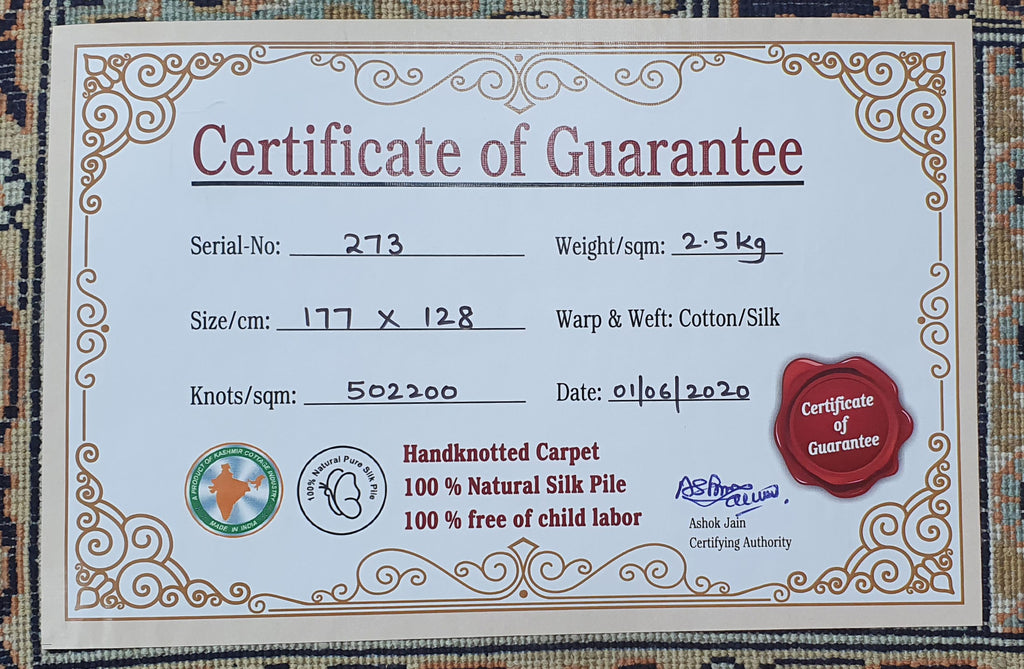 Certificate of Guarantee
Serial-No: 273
Weight/sqm: 2.5 kg
Size/cm: 177 x 128
Warp & Weft: Cotton/Silk
Knots/sqm: 502200
Date: 01/06/2020
Certificate
of
Guarantee
A PRODUCT OF KASHMIR COTTAGE INDUSTRY
MADE IN INDIA
100% Natural Pure Silk Pile
Handknotted Carpet
100 % Natural Silk Pile
100 % free of child labor
Ashok Jain
Certifying Authority